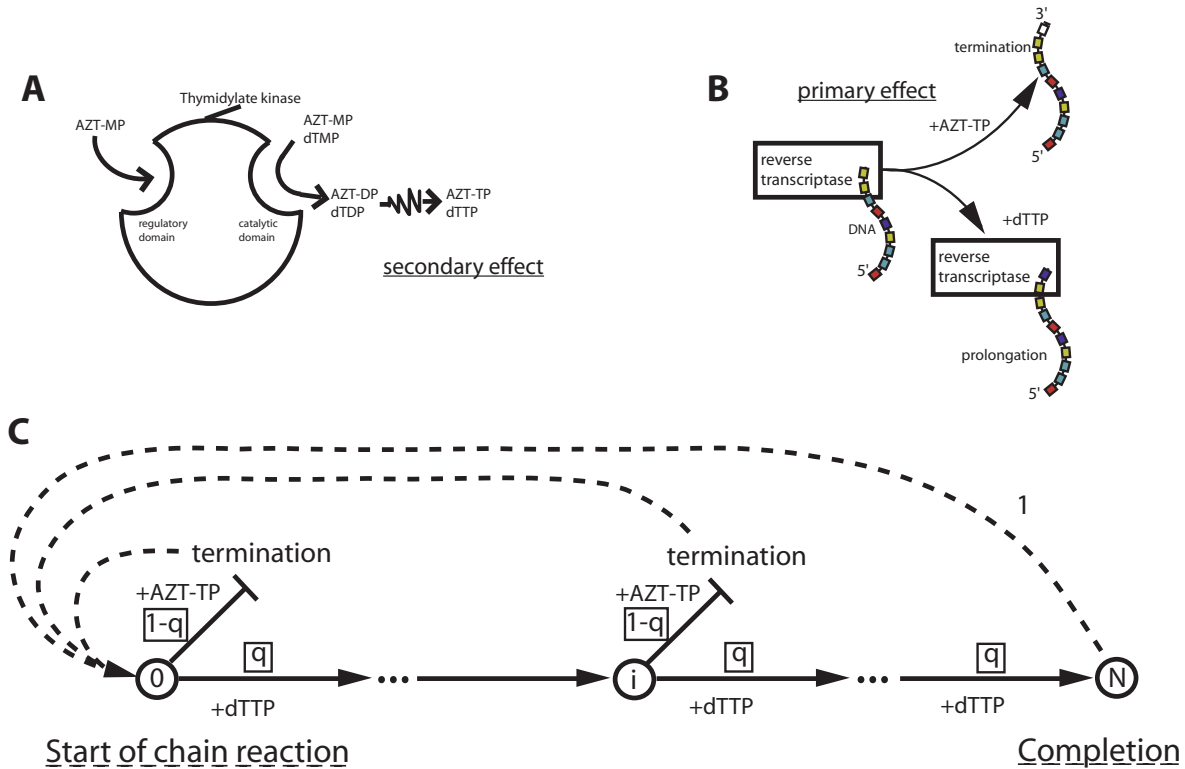 A
Thymidylate kinase
AZT-MP
AZT-MP
dTMP
regulatory
domain
catalytic
domain
AZT-DP
dTDP
AZT-TP
dTTP
secondary effect
B
primary effect
3'
termination
+AZT-TP
5'
reverse
transcriptase
DNA
5'
+dTTP
reverse
transcriptase
prolongation
5'
C
1
termination
+AZT-TP
1-q
q
0
+dTTP
...
termination
+AZT-TP
1-q
q
i
+dTTP
...
q
+dTTP
N
Start of chain reaction
Completion